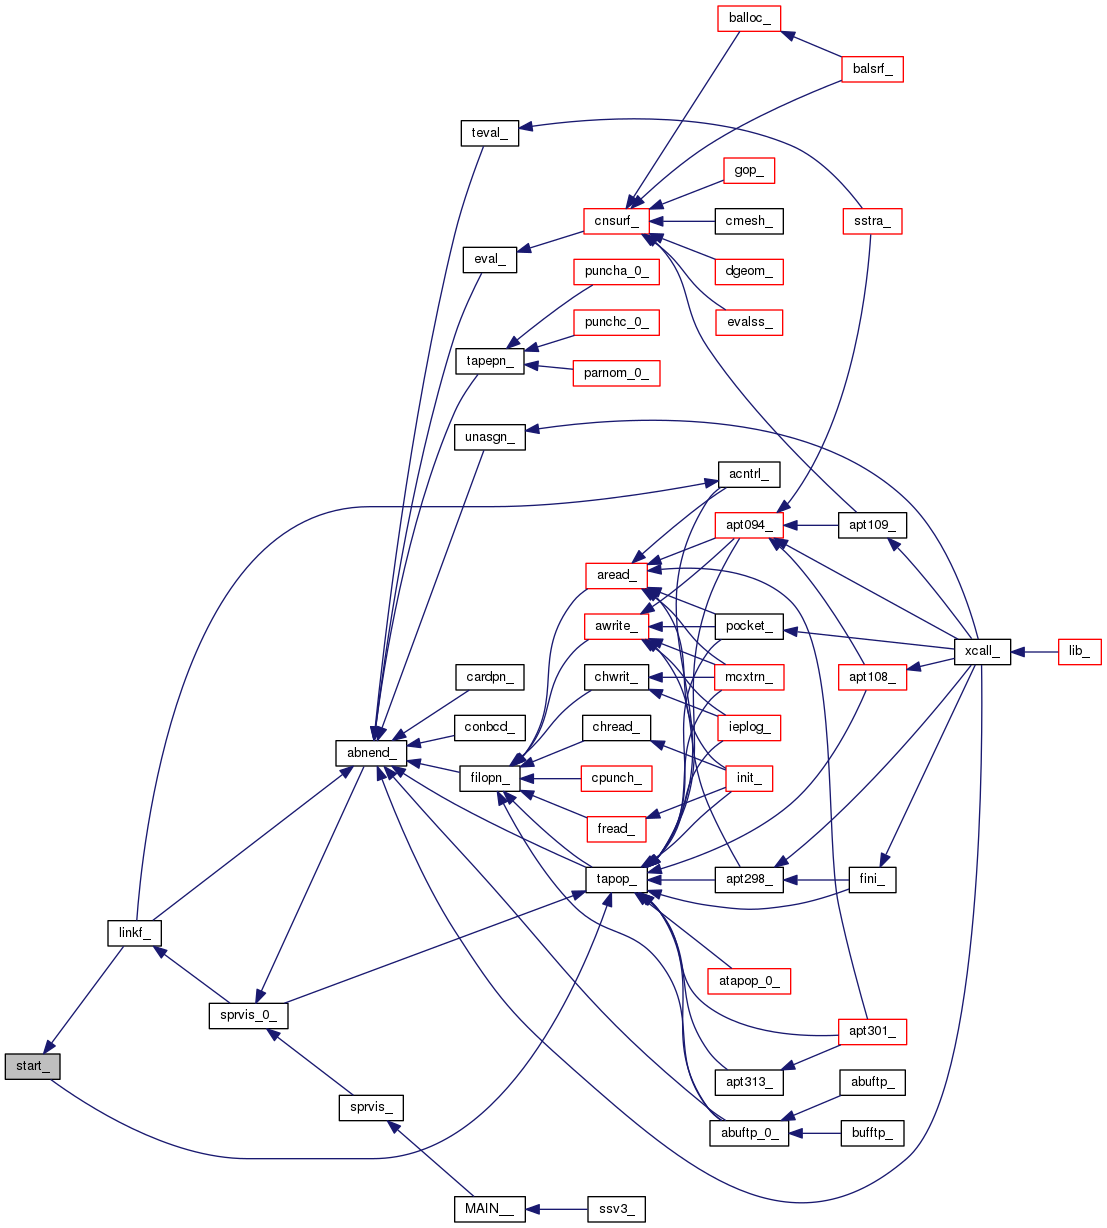 balloc_
balsrf_
teval_
gop_
cnsurf_
cmesh_
sstra_
eval_
puncha_0_
dgeom_
punchc_0_
evalss_
tapepn_
parnom_0_
unasgn_
acntrl_
apt094_
apt109_
aread_
awrite_
pocket_
xcall_
lib_
cardpn_
chwrit_
mcxtrn_
apt108_
conbcd_
chread_
ieplog_
abnend_
filopn_
cpunch_
init_
fread_
tapop_
apt298_
fini_
linkf_
atapop_0_
sprvis_0_
apt301_
start_
apt313_
abuftp_
sprvis_
abuftp_0_
bufftp_
MAIN__
ssv3_